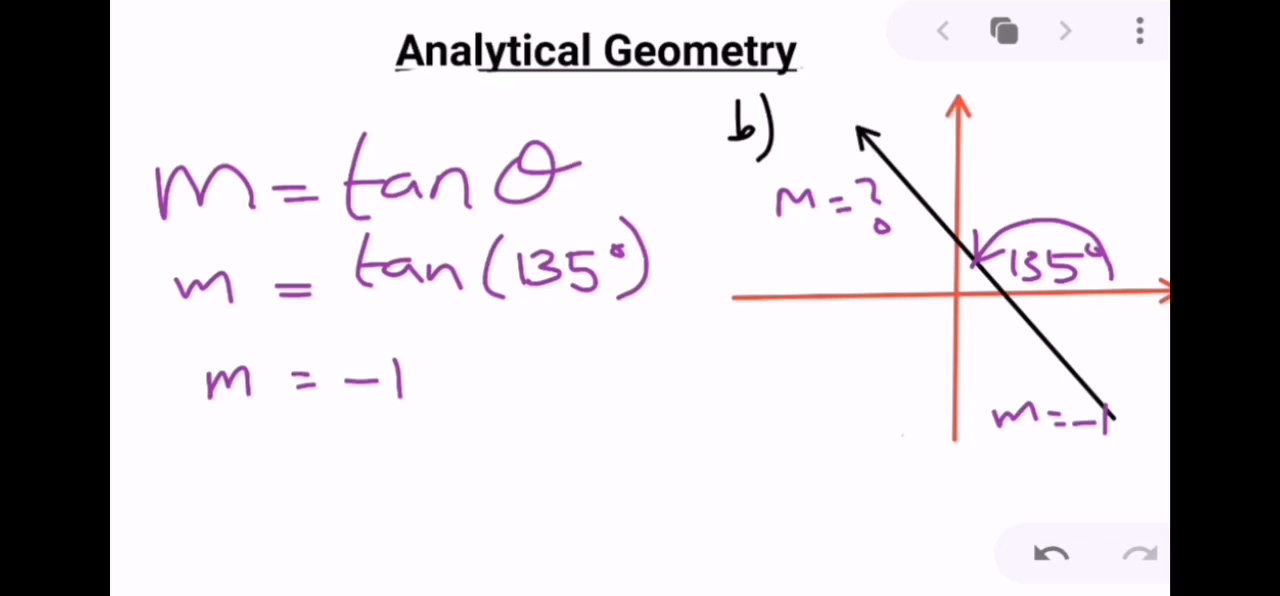 Analytical Geometry
m = tan θ
m = tan (135°)
m = -1
b)
m = ?
135°
m = -1